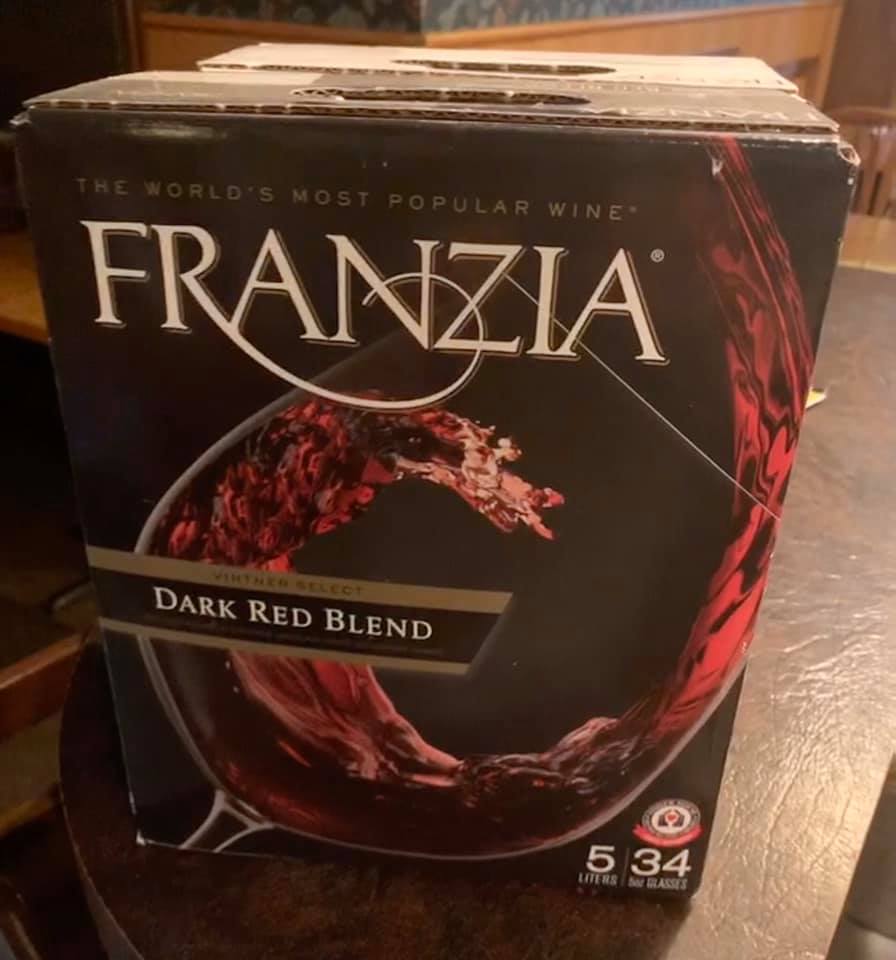 THE WORLD'S MOST POPULAR WINE®
FRANZIA®
VINTNER SELECT
DARK RED BLEND
5 34
LITERS 5oz GLASSES